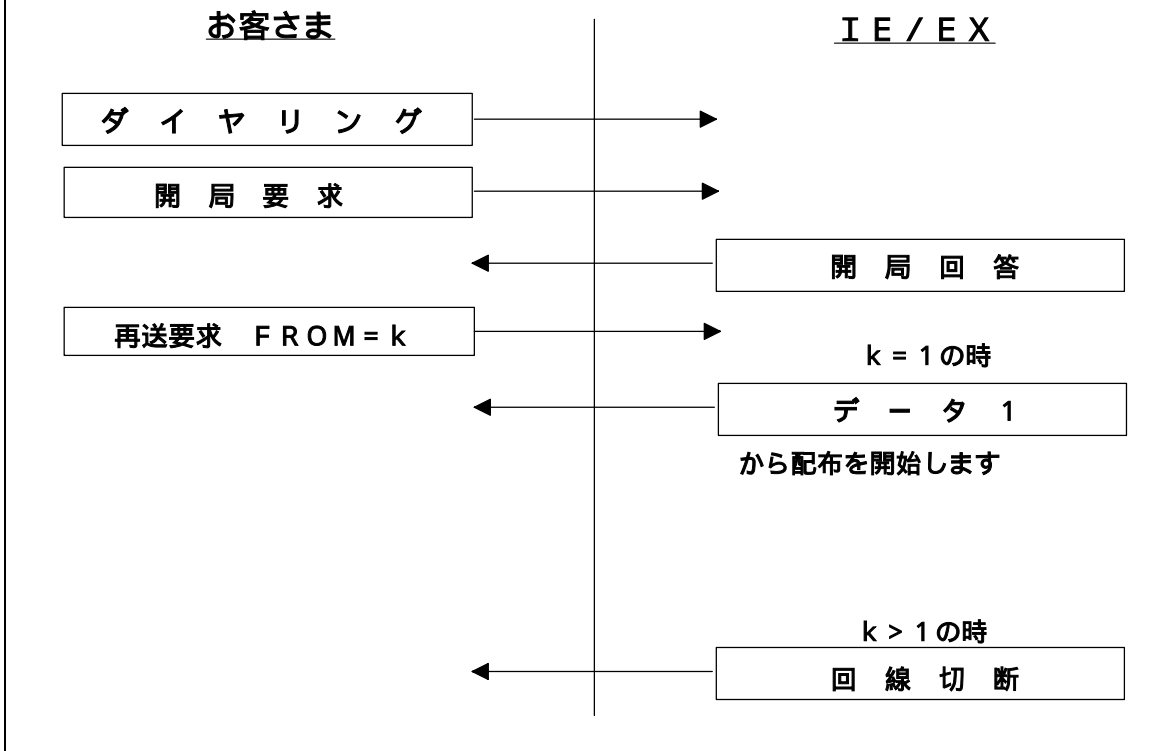 お客さま
ＩＥ/ＥＸ
ダイヤリング
開局要求
開局回答
再送要求　ＦＲＯＭ=ｋ
ｋ=1の時
データ1
から配布を開始します
ｋ>1の時
回線切断